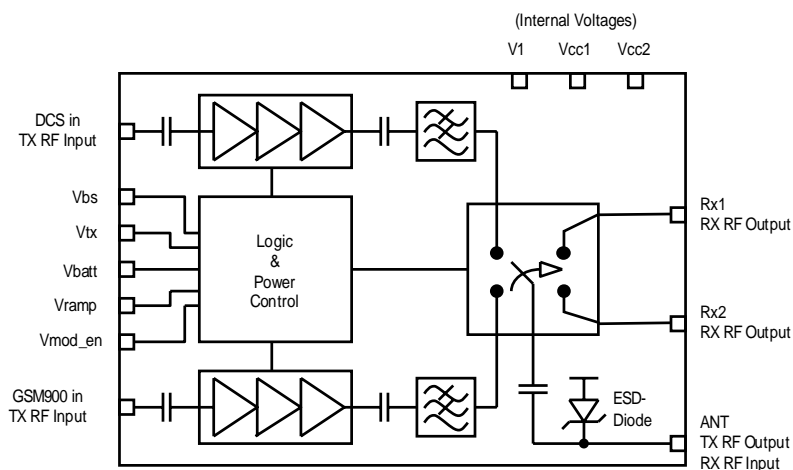 (Internal Voltages)
V1 Vcc1 Vcc2
DCS in
TX RF Input
Vbs
Vtx
Vbatt
Vramp
Vmod_en
GSM900 in
TX RF Input
Logic
&
Power
Control
Rx1
RX RF Output
Rx2
RX RF Output
ESD-
Diode
ANT
TX RF Output
RX RF Input